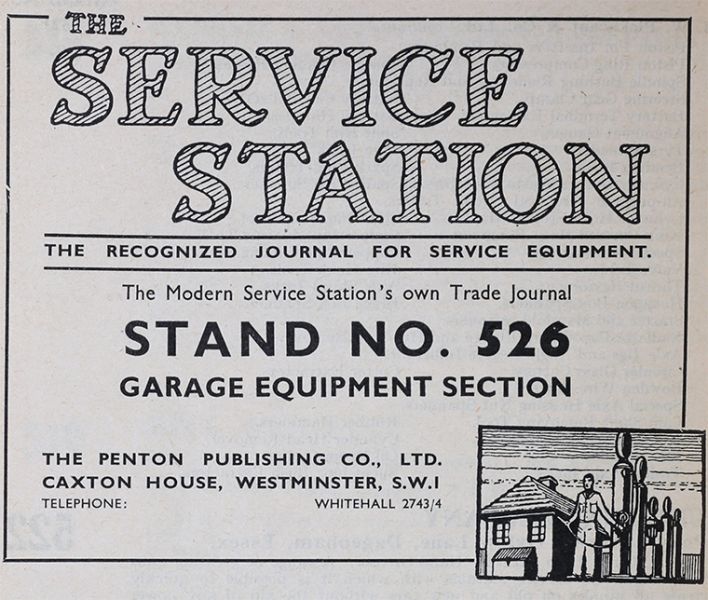 THE
SERVICE
STATION
THE RECOGNIZED JOURNAL FOR SERVICE EQUIPMENT.
The Modern Service Station's own Trade Journal
STAND NO. 526
GARAGE EQUIPMENT SECTION
THE PENTON PUBLISHING CO., LTD.
CAXTON HOUSE, WESTMINSTER, S.W.1
TELEPHONE: WHITEHALL 2743/4